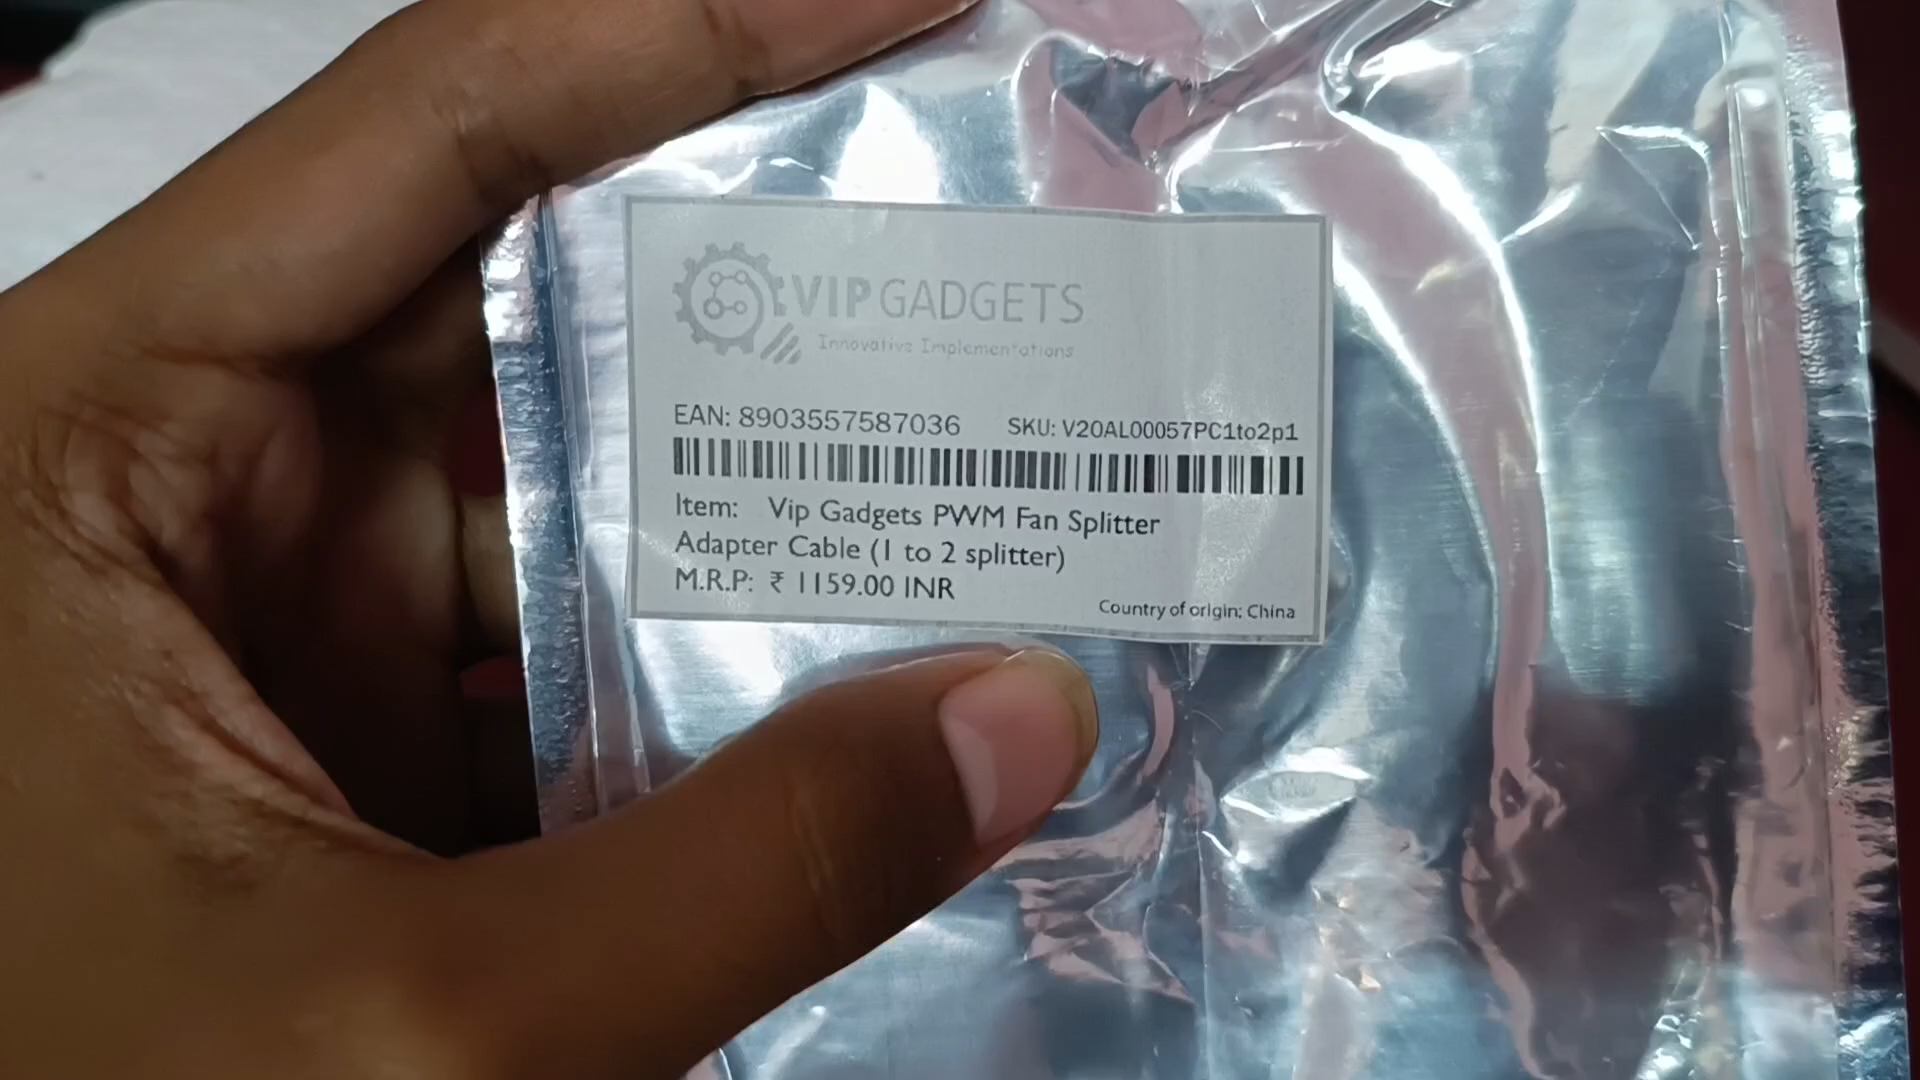 VIP GADGETS
Innovative Implementations
EAN: 8903557587036 SKU: V20AL00057PC1to2p1
Item: Vip Gadgets PWM Fan Splitter
Adapter Cable (1 to 2 splitter)
M.R.P: ₹ 1159.00 INR
Country of origin: China